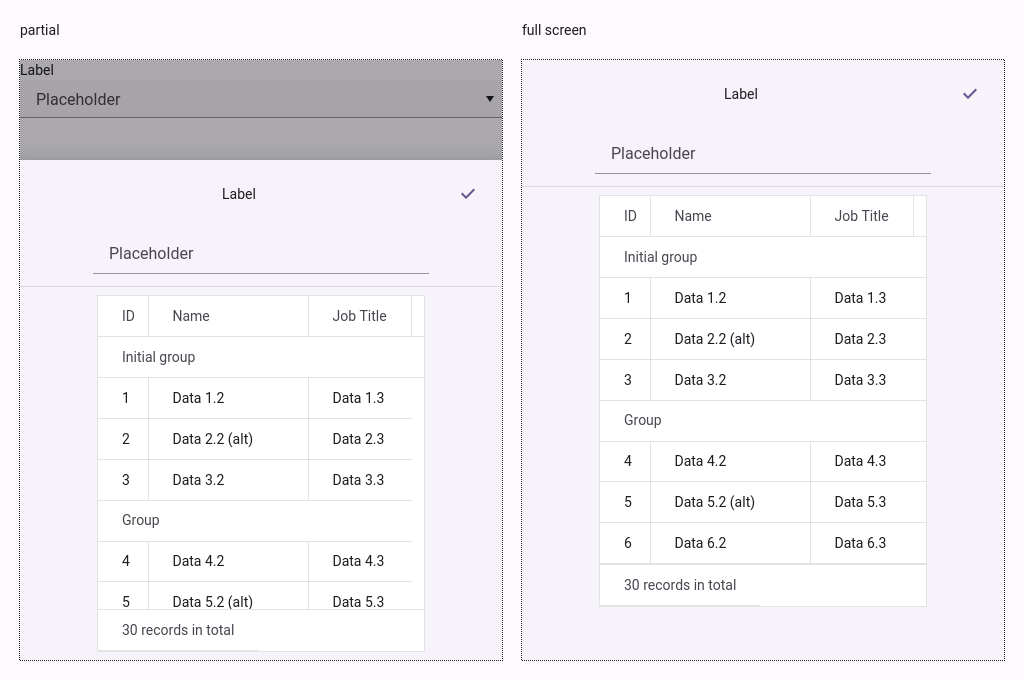 partial
Label
Placeholder
Label
Placeholder
ID Name Job Title
Initial group
1 Data 1.2 Data 1.3
2 Data 2.2 (alt) Data 2.3
3 Data 3.2 Data 3.3
Group
4 Data 4.2 Data 4.3
5 Data 5.2 (alt) Data 5.3
30 records in total
full screen
Label
Placeholder
ID Name Job Title
Initial group
1 Data 1.2 Data 1.3
2 Data 2.2 (alt) Data 2.3
3 Data 3.2 Data 3.3
Group
4 Data 4.2 Data 4.3
5 Data 5.2 (alt) Data 5.3
6 Data 6.2 Data 6.3
30 records in total